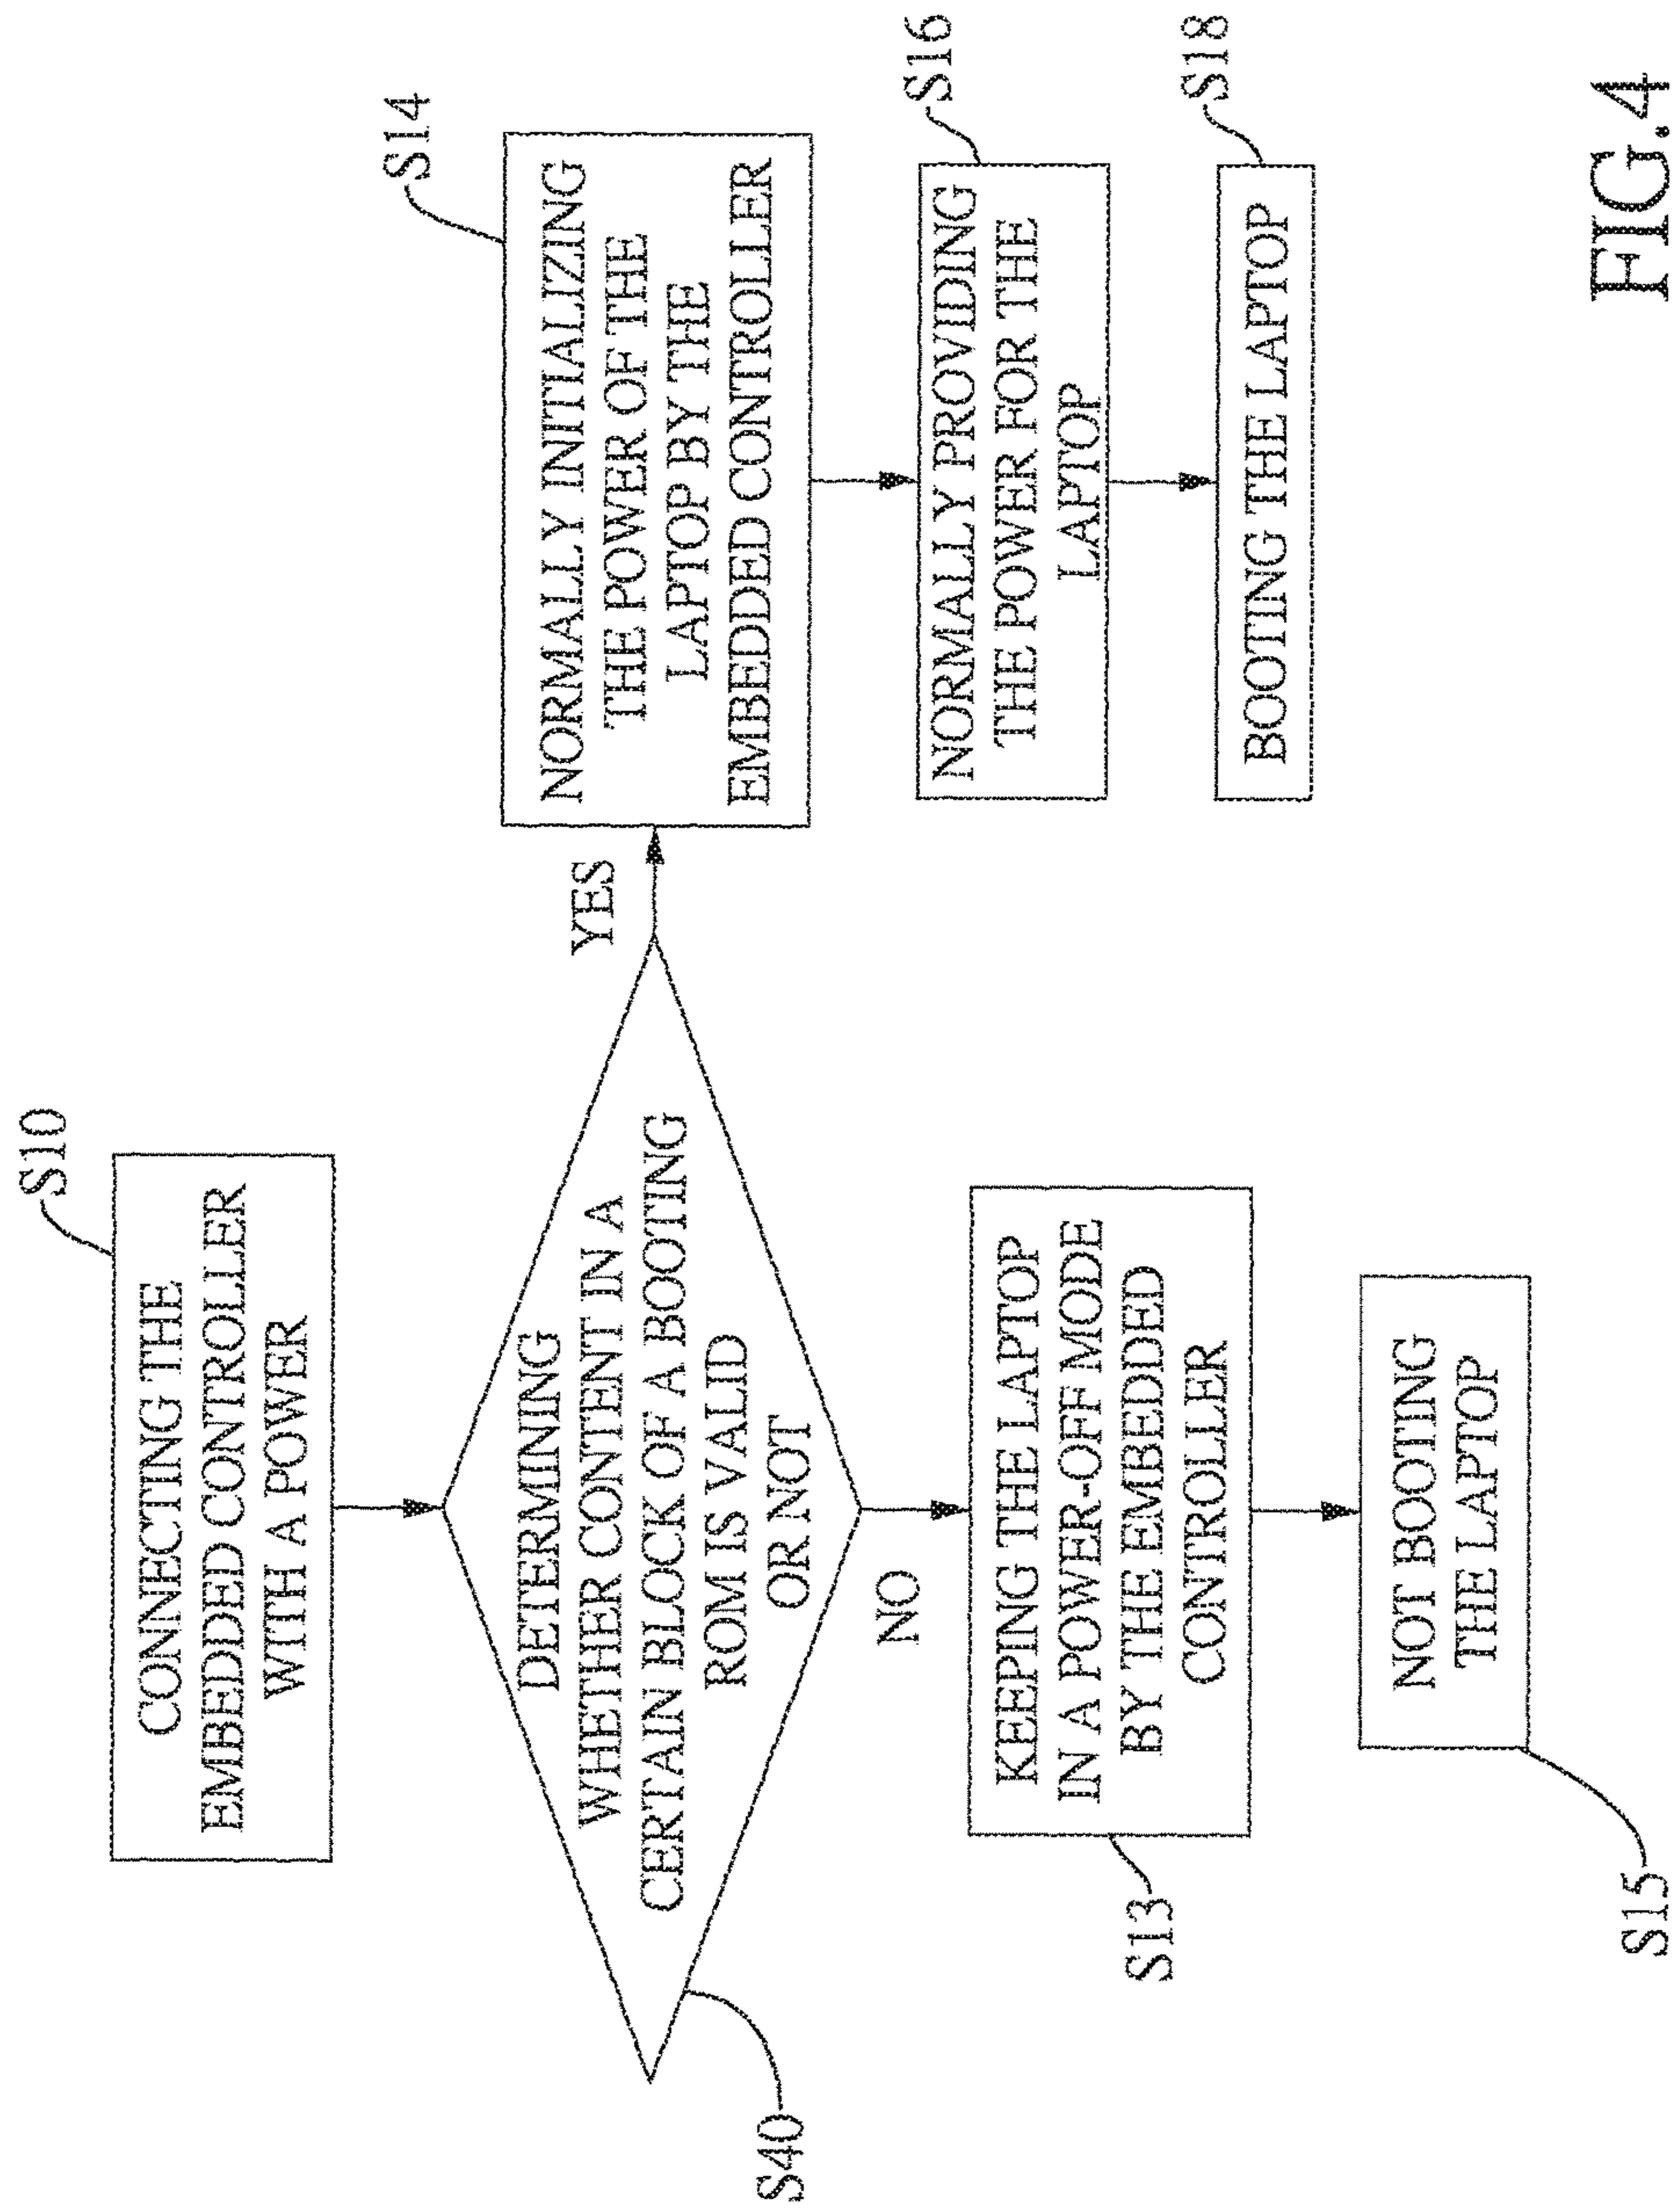 S10
CONNECTING THE
EMBEDDED CONTROLLER
WITH A POWER
DETERMINING
WHETHER CONTENT IN A
CERTAIN BLOCK OF A BOOTING
ROM IS VALID
OR NOT
S40
YES
S14
NORMALLY INITIALIZING
THE POWER OF THE
LAPTOP BY THE
EMBEDDED CONTROLLER
S16
NORMALLY PROVIDING
THE POWER FOR THE
LAPTOP
S18
BOOTING THE LAPTOP
NO
KEEPING THE LAPTOP
IN A POWER-OFF MODE
BY THE EMBEDDED
CONTROLLER
S13
NOT BOOTING
THE LAPTOP
S15
FIG.4